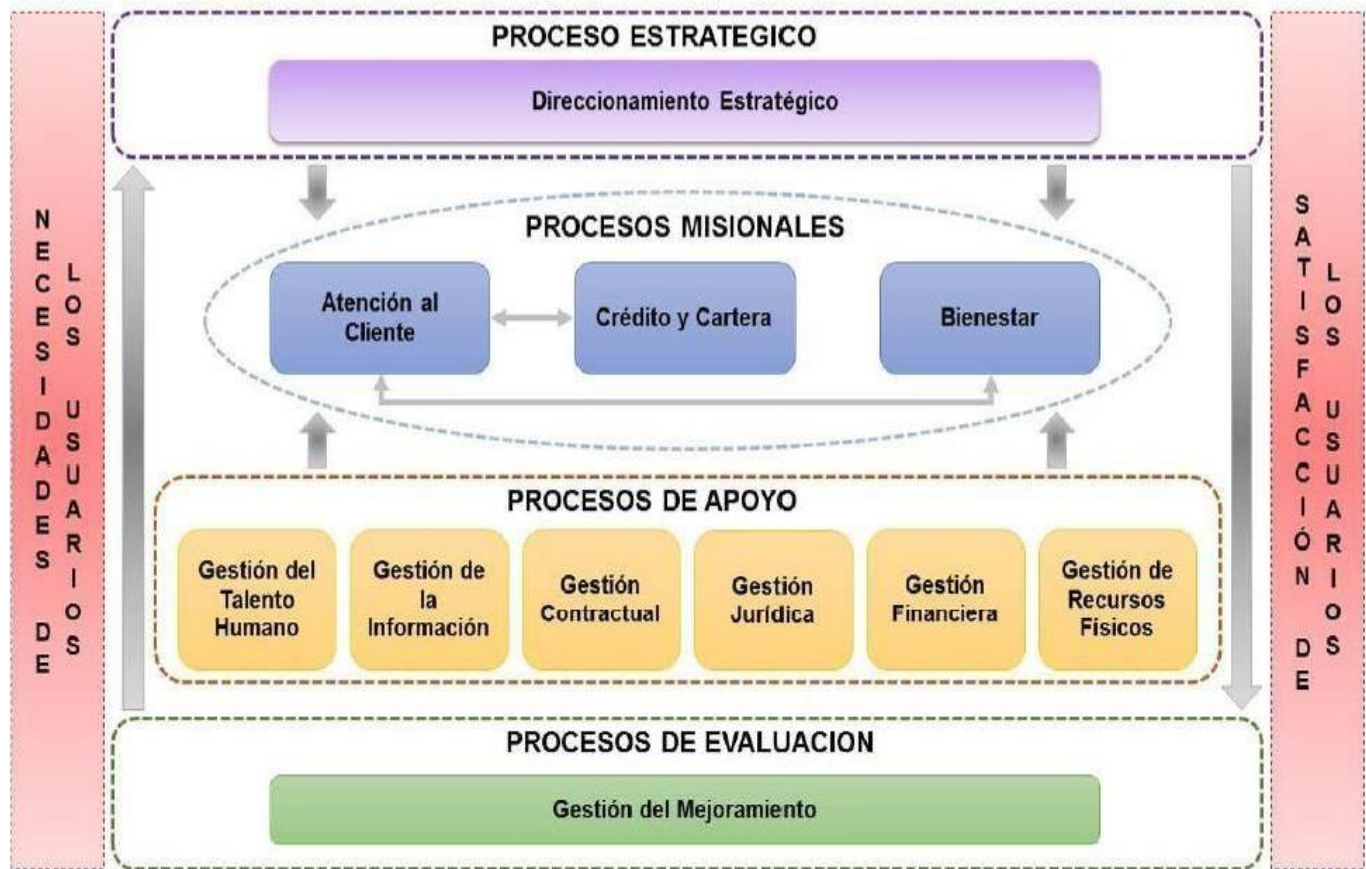 PROCESO ESTRATEGICO
Direccionamiento Estratégico
NECESIDADES DE
LOS USUARIOS
PROCESOS MISIONALES
Atención al
Cliente
Crédito y Cartera
Bienestar
PROCESOS DE APOYO
Gestión del
Talento
Humano
Gestión de
la
Información
Gestión
Contractual
Gestión
Jurídica
Gestión
Financiera
Gestión de
Recursos
Físicos
PROCESOS DE EVALUACION
Gestión del Mejoramiento
SATISFACCIÓN DE
LOS USUARIOS